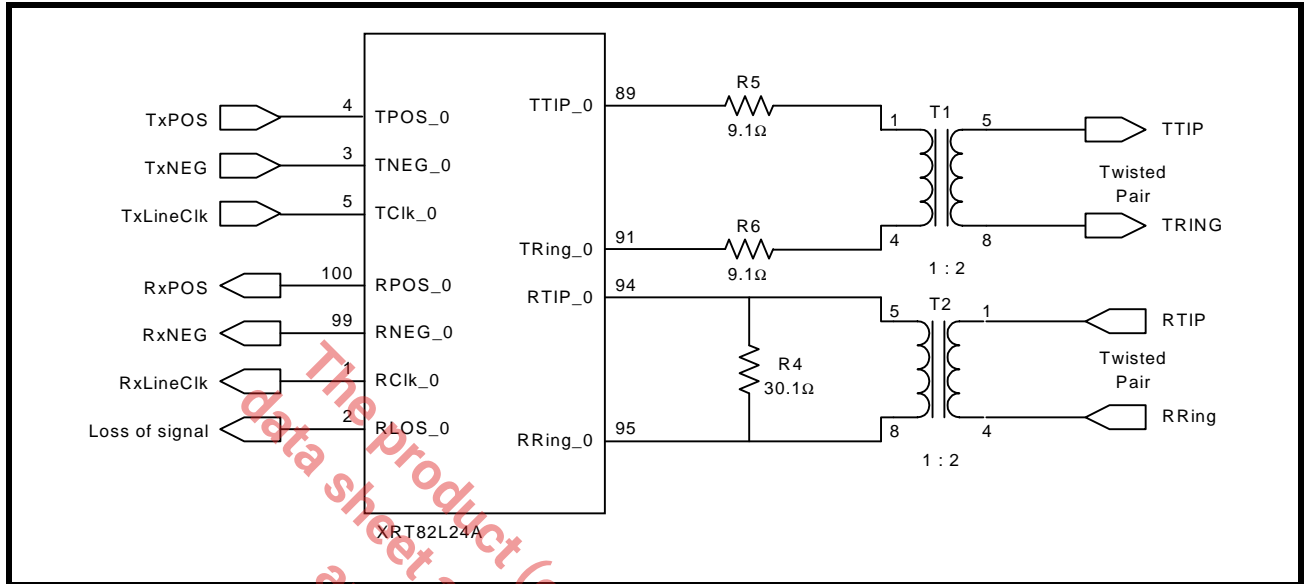 TxPOS
4
TPOS_0
TxNEG
3
TNEG_0
TxLineClk
5
TClk_0
RxPOS
100
RPOS_0
RxNEG
99
RNEG_0
RxLineClk
1
RClk_0
Loss of signal
2
RLOS_0
TTIP_0
89
R5
9.1Ω
TRing_0
91
R6
9.1Ω
RTIP_0
94
RRing_0
95
R4
30.1Ω
T1
1
4
5
8
1 : 2
TTIP
Twisted
Pair
TRING
T2
5
8
1
4
1 : 2
RTIP
Twisted
Pair
RRing
XRT82L24A
The product (
data sheet a
a